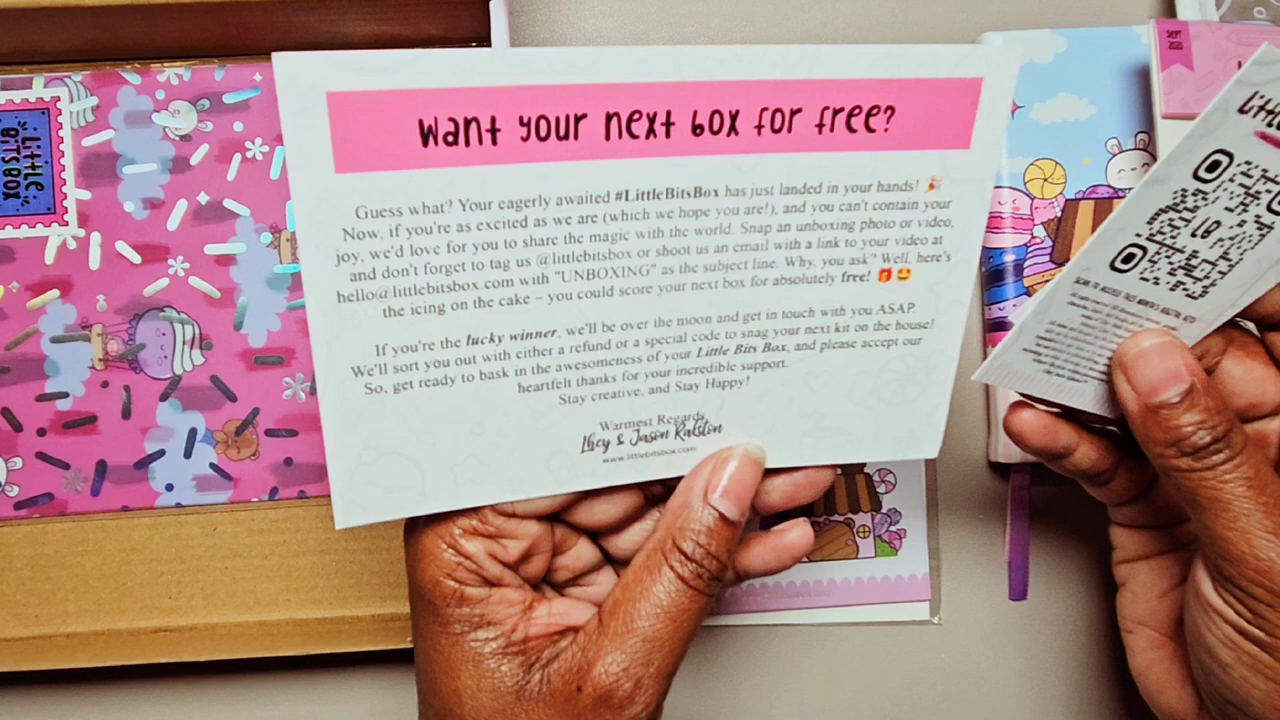 want your next box for free?
Guess what? Your eagerly awaited #LittleBitsBox has just landed in your hands! 🎉
Now, if you're as excited as we are (which we hope you are!), and you can't contain your
joy, we'd love for you to share the magic with the world. Snap an unboxing photo or video,
and don't forget to tag us @littlebitsbox or shoot us an email with a link to your video at
hello@littlebitsbox.com with "UNBOXING" as the subject line. Why, you ask? Well, here's
the icing on the cake – you could score your next box for absolutely free! 🎁🤩
If you're the lucky winner, we'll be over the moon and get in touch with you ASAP.
We'll sort you out with either a refund or a special code to snag your next kit on the house!
So, get ready to bask in the awesomeness of your Little Bits Box, and please accept our
heartfelt thanks for your incredible support.
Stay creative, and Stay Happy!
Warmest Regards,
Lhey & Jason Ralston
www.littlebitsbox.com
LITTLE
BITS BOX
SEPT